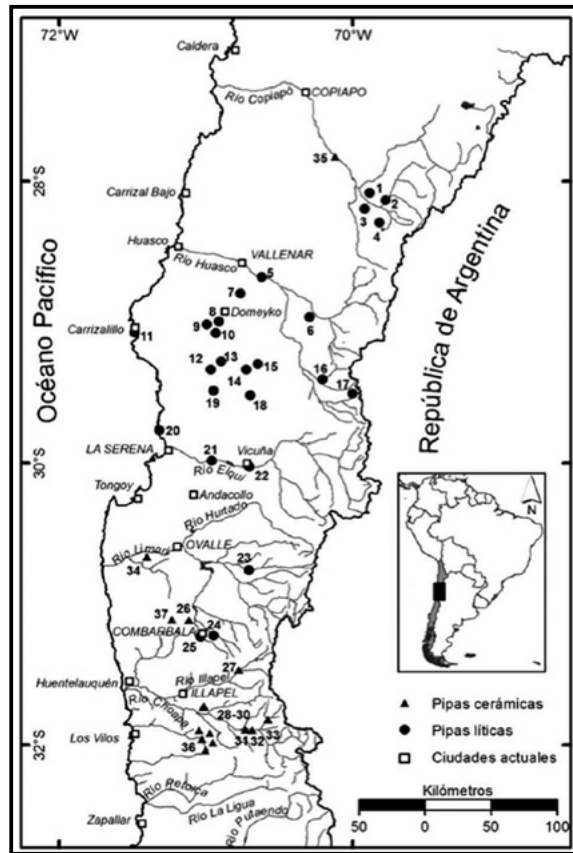 72°W
70°W
Caldera
COPIAPO
Río Copiapó
35
28°S
1
2
3
4
Carrizal Bajo
Huasco
VALLENAR
Río Huasco
5
7
6
8
Domeyko
9
10
Carrizalillo
11
12
13
14
15
16
17
19
18
20
LA SERENA
21
Vicuña
30°S
Río Elqui
22
Tongoy
Andacollo
Río Hurtado
OVALLE
Río Limarí
34
23
37
26
24
COMBARBALA
25
27
Huentelauquén
Río Illapel
ILLAPEL
Río Choapa
28-30
Los Vilos
31
32
33
36
32°S
Río Petorca
Río La Ligua
Zapallar
Río Putaendo
Océano Pacífico
República de Argentina
N
Pipas cerámicas
Pipas líticas
Ciudades actuales
Kilómetros
50 0 50 100